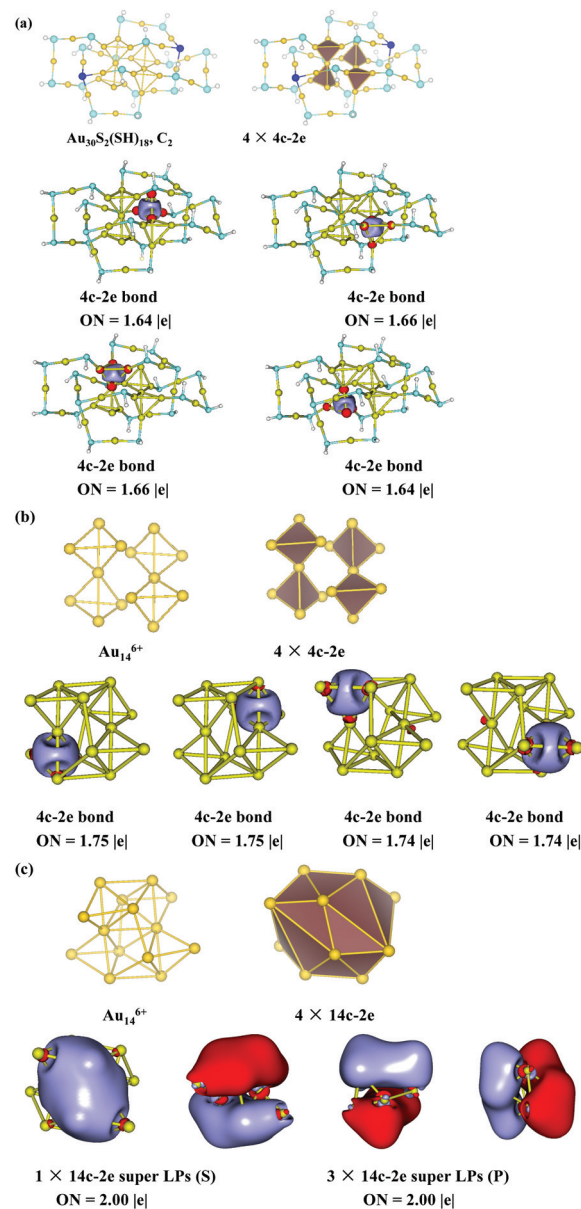 (a)
Au30S2(SH)18, C2 4 × 4c-2e
4c-2e bond 4c-2e bond
ON = 1.64 |e| ON = 1.66 |e|
4c-2e bond 4c-2e bond
ON = 1.66 |e| ON = 1.64 |e|
(b)
Au14⁶⁺ 4 × 4c-2e
4c-2e bond 4c-2e bond 4c-2e bond 4c-2e bond
ON = 1.75 |e| ON = 1.75 |e| ON = 1.74 |e| ON = 1.74 |e|
(c)
Au14⁶⁺ 4 × 14c-2e
1 × 14c-2e super LPs (S) 3 × 14c-2e super LPs (P)
ON = 2.00 |e| ON = 2.00 |e|